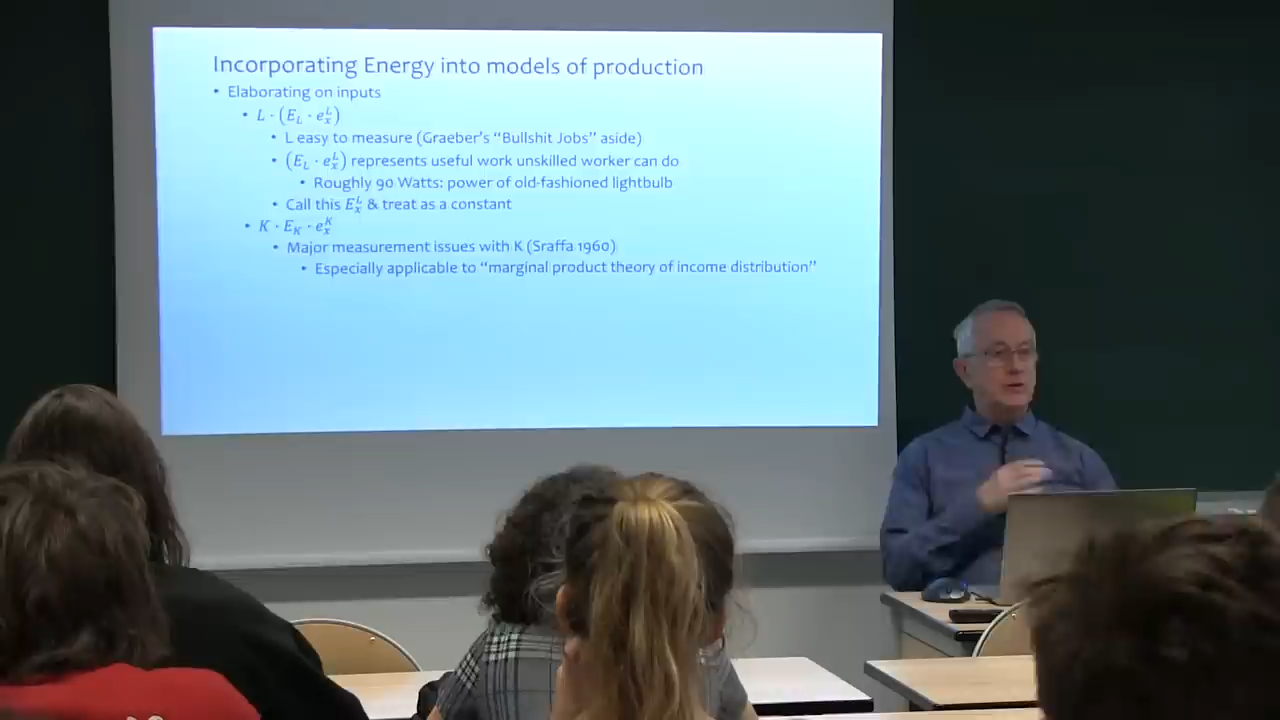 Incorporating Energy into models of production
• Elaborating on inputs
• L · (E_L · e_x^L)
• L easy to measure (Graeber's "Bullshit Jobs" aside)
• (E_L · e_x^L) represents useful work unskilled worker can do
• Roughly 90 Watts: power of old-fashioned lightbulb
• Call this E_x^L & treat as a constant
• K · E_K · e_x^K
• Major measurement issues with K (Sraffa 1960)
• Especially applicable to "marginal product theory of income distribution"